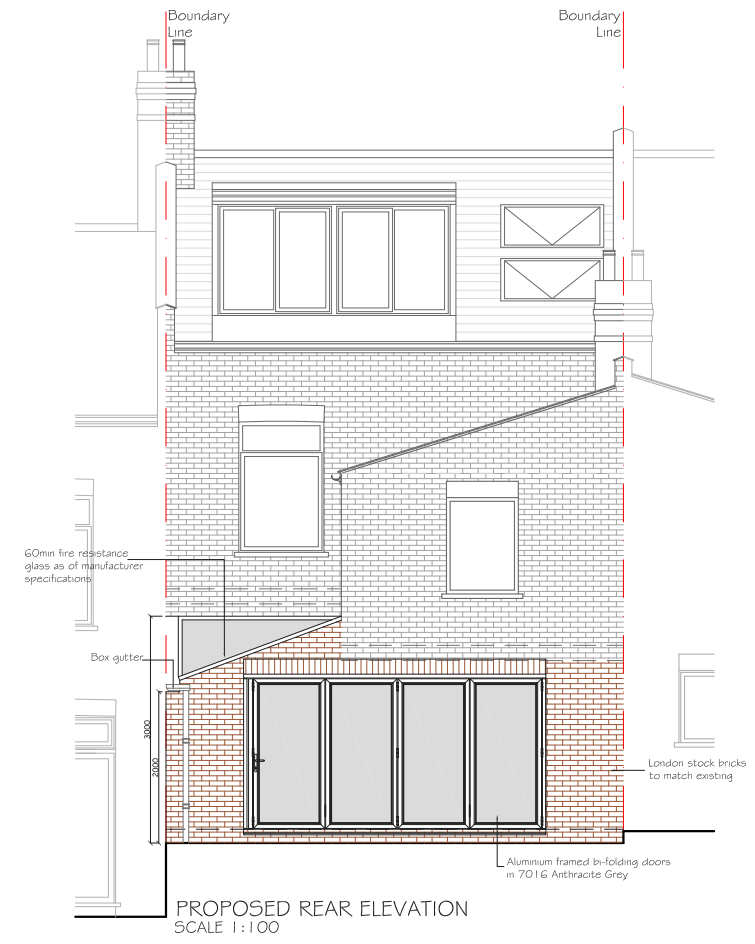 Boundary
Line
Boundary
Line
60min fire resistance
glass as of manufacturer
specifications
Box gutter
3000
2000
London stock bricks
to match existing
Aluminium framed bi-folding doors
in 7016 Anthracite Grey
PROPOSED REAR ELEVATION
SCALE 1:100